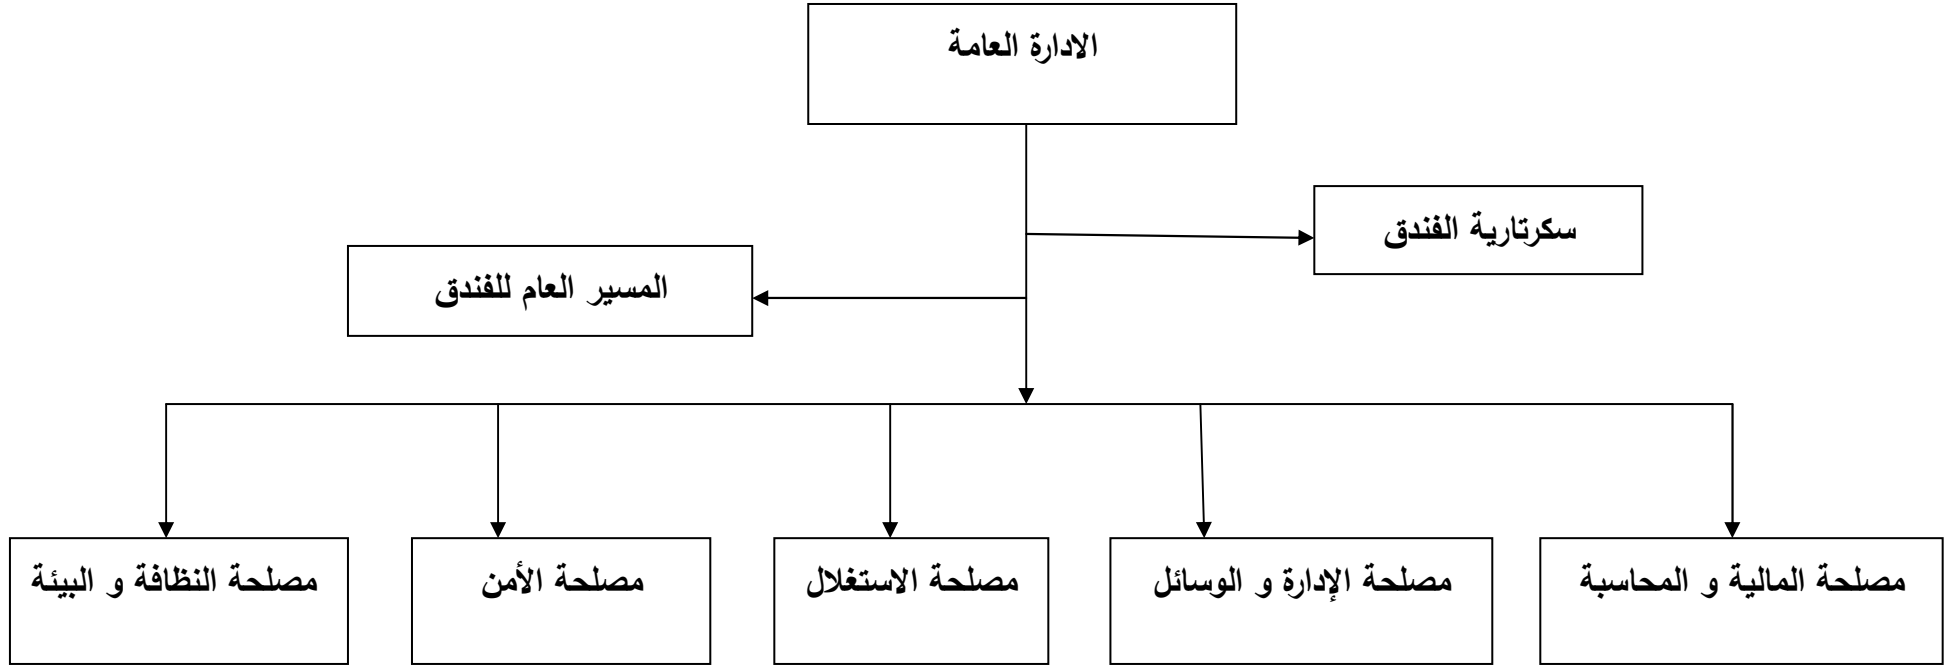 الادارة العامة
سكرتارية الفندق
المسير العام للفندق
مصلحة المالية و المحاسبة
مصلحة الإدارة و الوسائل
مصلحة الاستغلال
مصلحة الأمن
مصلحة النظافة و البيئة